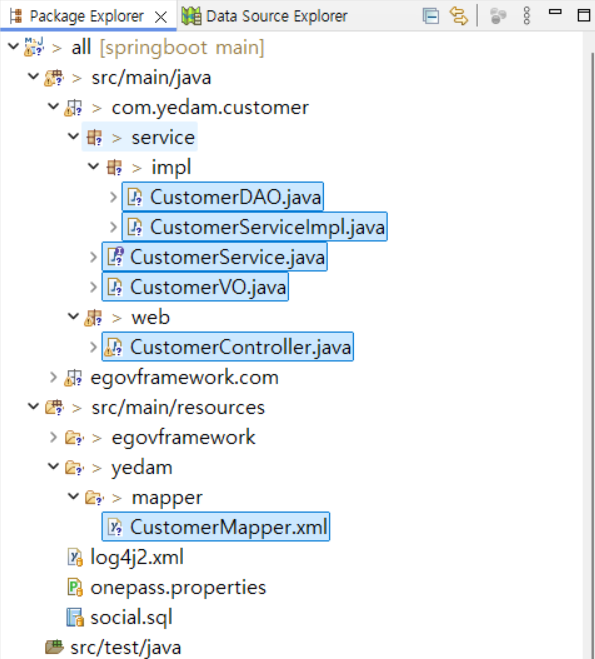 Package Explorer Data Source Explorer
> all [springboot main]
> src/main/java
> com.yedam.customer
> service
> impl
CustomerDAO.java
CustomerServiceImpl.java
CustomerService.java
CustomerVO.java
> web
CustomerController.java
> egovframework.com
> src/main/resources
> egovframework
> yedam
> mapper
CustomerMapper.xml
log4j2.xml
onepass.properties
social.sql
src/test/java